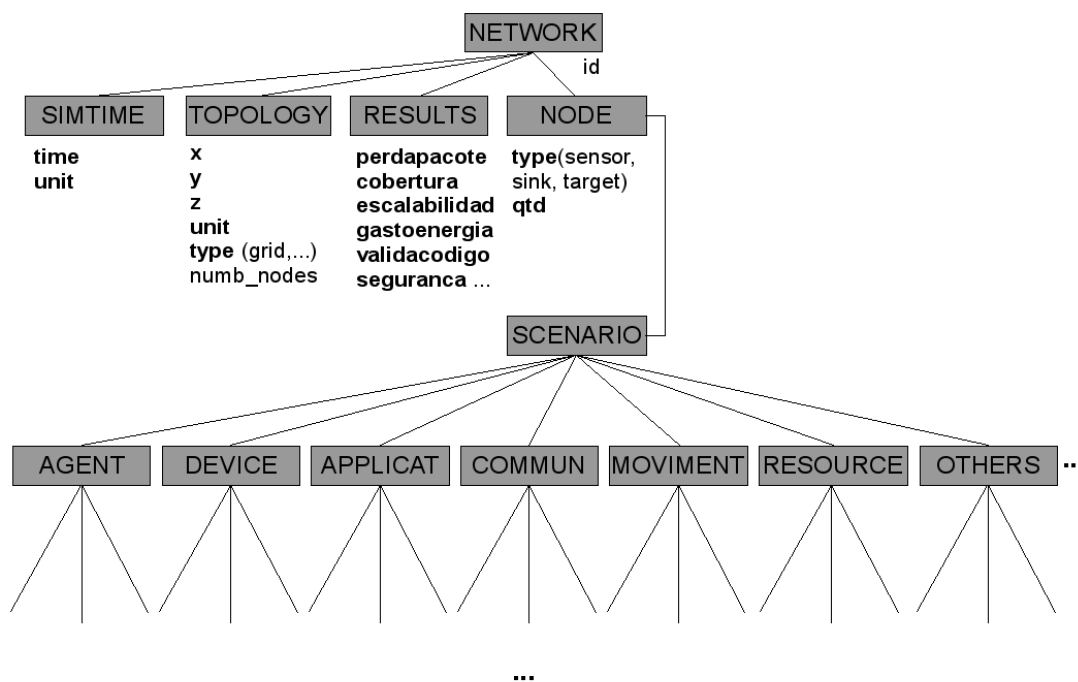 NETWORK
id
SIMTIME
TOPOLOGY
RESULTS
NODE
time
unit
x
y
z
unit
type (grid,...)
numb_nodes
perdapacote
cobertura
escalabilidad
gastoenergia
validacodigo
seguranca ...
type(sensor,
sink, target)
qtd
SCENARIO
AGENT
DEVICE
APPLICAT
COMMUN
MOVIMENT
RESOURCE
OTHERS
..
...